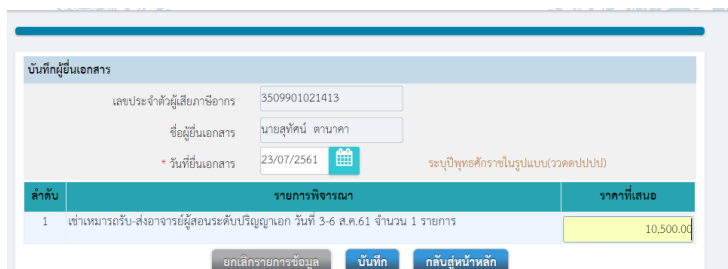 บันทึกผู้ยื่นเอกสาร
เลขประจำตัวผู้เสียภาษีอากร 3509901021413
ชื่อผู้ยื่นเอกสาร นายสุทัศน์ ตานาคา
* วันที่ยื่นเอกสาร 23/07/2561 ระบุปีพุทธศักราชในรูปแบบ(ววดดปปปป)
ลำดับ รายการพิจารณา ราคาที่เสนอ
1 เช่าเหมารถรับ-ส่งอาจารย์ผู้สอนระดับปริญญาเอก วันที่ 3-6 ส.ค.61 จำนวน 1 รายการ 10,500.00
ยกเลิกรายการข้อมูล บันทึก กลับสู่หน้าหลัก